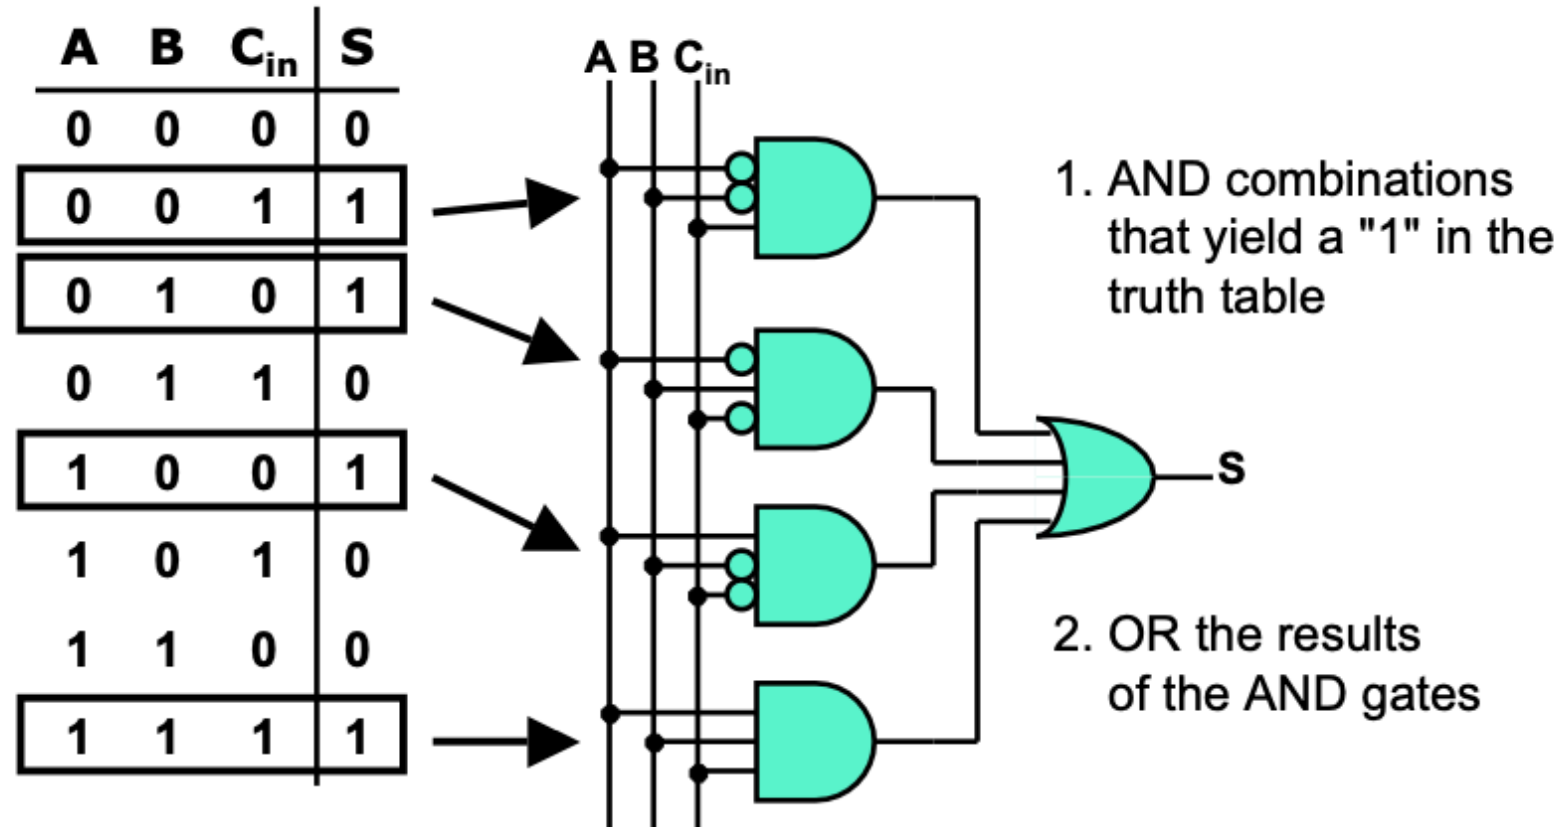 A B Cin S
0 0 0 0
0 0 1 1
0 1 0 1
0 1 1 0
1 0 0 1
1 0 1 0
1 1 0 0
1 1 1 1
A B Cin
S
1. AND combinations
that yield a "1" in the
truth table
2. OR the results
of the AND gates